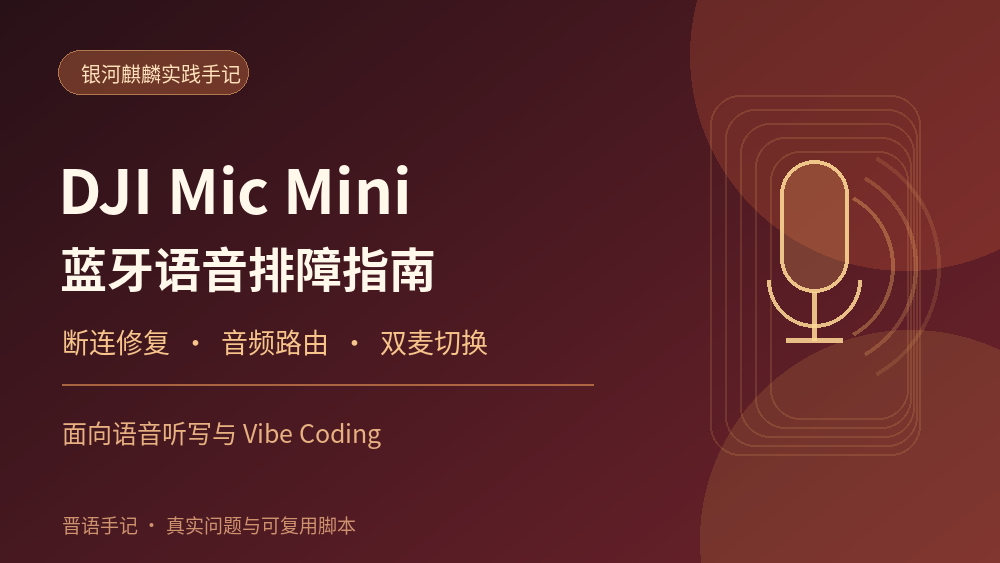 银河麒麟实践手记
DJI Mic Mini
蓝牙语音排障指南
断连修复 · 音频路由 · 双麦切换
面向语音听写与 Vibe Coding
晋语手记 · 真实问题与可复用脚本